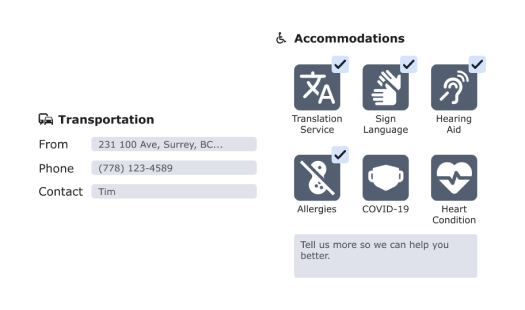 Accommodations
Translation
Service
Sign
Language
Hearing
Aid
Transportation
From 231 100 Ave, Surrey, BC...
Phone (778) 123-4589
Contact Tim
Allergies
COVID-19
Heart
Condition
Tell us more so we can help you
better.